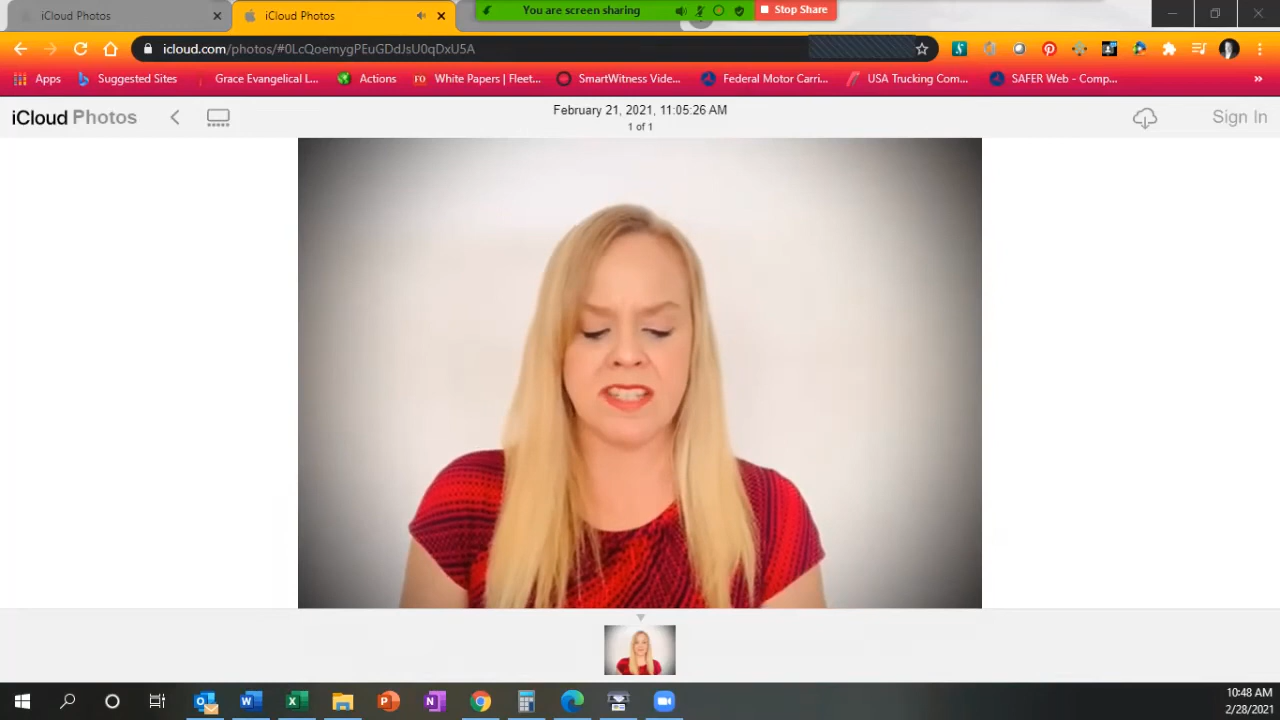 iCloud Photos
iCloud Photos
You are screen sharing
Stop Share
icloud.com/photos/#0LcQoemygPEuGDdJsU0qDxU5A
Apps
Suggested Sites
Grace Evangelical L...
Actions
FO White Papers | Fleet...
SmartWitness Vide...
Federal Motor Carri...
USA Trucking Com...
SAFER Web - Comp...
iCloud Photos
February 21, 2021, 11:05:26 AM
1 of 1
Sign In
10:48 AM
2/28/2021